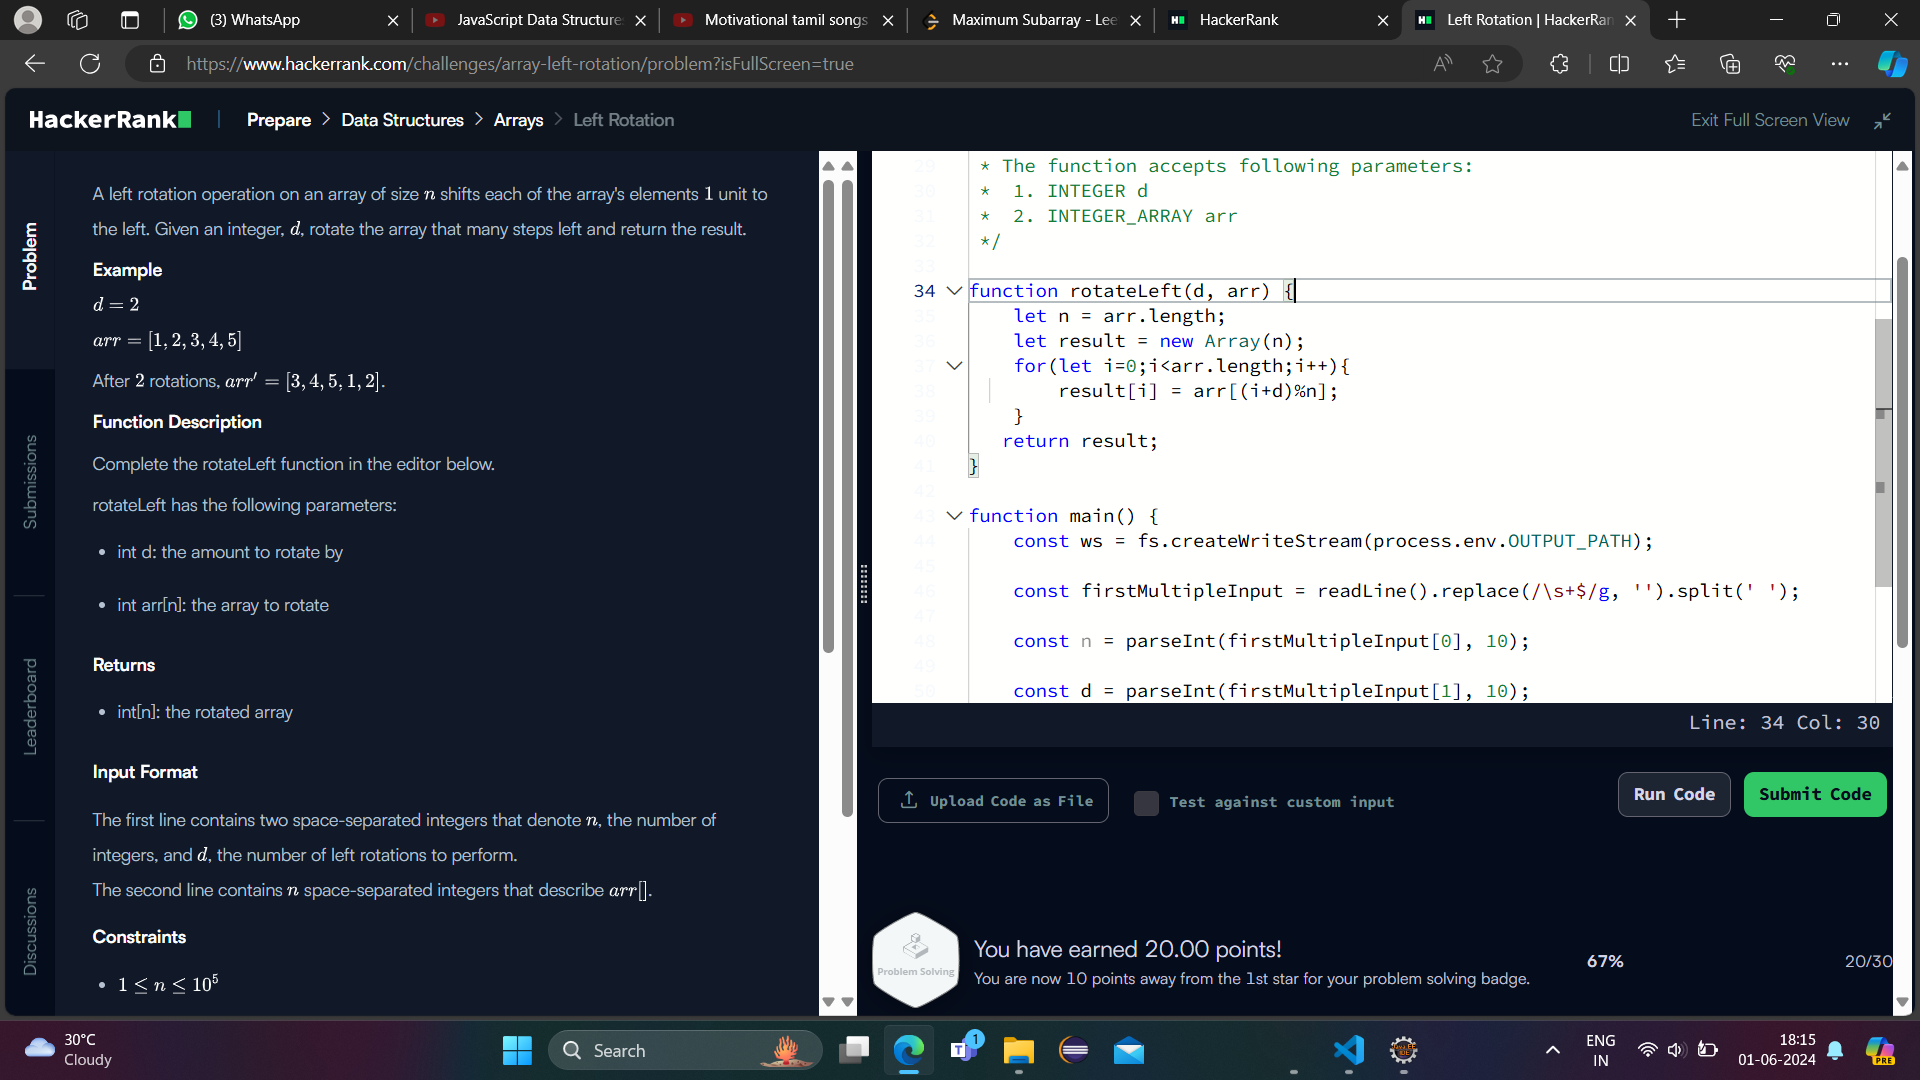 (3) WhatsApp
JavaScript Data Structure
Motivational tamil songs
Maximum Subarray - Lee
HackerRank
Left Rotation | HackerRan
https://www.hackerrank.com/challenges/array-left-rotation/problem?isFullScreen=true
HackerRank
Prepare > Data Structures > Arrays > Left Rotation
Exit Full Screen View
Problem
Submissions
Leaderboard
Discussions
A left rotation operation on an array of size n shifts each of the array's elements 1 unit to
the left. Given an integer, d, rotate the array that many steps left and return the result.
Example
d = 2
arr = [1, 2, 3, 4, 5]
After 2 rotations, arr' = [3, 4, 5, 1, 2].
Function Description
Complete the rotateLeft function in the editor below.
rotateLeft has the following parameters:
• int d: the amount to rotate by
• int arr[n]: the array to rotate
Returns
• int[n]: the rotated array
Input Format
The first line contains two space-separated integers that denote n, the number of
integers, and d, the number of left rotations to perform.
The second line contains n space-separated integers that describe arr[].
Constraints
• 1 ≤ n ≤ 10⁵
29 * The function accepts following parameters:
30 *  1. INTEGER d
31 *  2. INTEGER_ARRAY arr
32 */
33
34 function rotateLeft(d, arr) {
35     let n = arr.length;
36     let result = new Array(n);
37     for(let i=0;i<arr.length;i++){
38         result[i] = arr[(i+d)%n];
39     }
40    return result;
41 }
42
43 function main() {
44     const ws = fs.createWriteStream(process.env.OUTPUT_PATH);
45
46     const firstMultipleInput = readLine().replace(/\s+$/g, '').split(' ');
47
48     const n = parseInt(firstMultipleInput[0], 10);
49
50     const d = parseInt(firstMultipleInput[1], 10);
Line: 34 Col: 30
Upload Code as File
Test against custom input
Run Code
Submit Code
Problem Solving
You have earned 20.00 points!
You are now 10 points away from the 1st star for your problem solving badge.
67%
20/30
30°C
Cloudy
Search
1
ENG
IN
18:15
01-06-2024
PRE